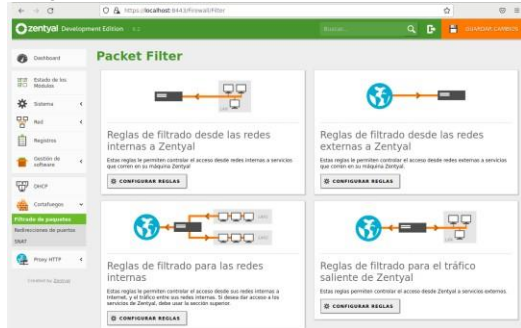 https://localhost:8443/Firewall/Filter
zentyal Development Edition
Buscar...
GUARDAR CAMBIOS
Dashboard
Estado de los Módulos
Sistema
Red
Registros
Gestión de software
DHCP
Cortafuegos
Filtrado de paquetes
Redirecciones de puertos
SNAT
Proxy HTTP
Created by Zentyal
Packet Filter
Reglas de filtrado desde las redes
internas a Zentyal
Estas reglas le permiten controlar el acceso desde redes internas a servicios
que corren en su máquina Zentyal.
CONFIGURAR REGLAS
Reglas de filtrado desde las redes
externas a Zentyal
Estas reglas le permiten controlar el acceso desde redes externas a servicios
que corren en su máquina Zentyal.
CONFIGURAR REGLAS
Reglas de filtrado para las redes
internas
Estas reglas le permiten controlar el acceso desde sus redes internas a
Internet, y el tráfico entre sus redes internas. Si desea dar acceso a los
servicios de Zentyal, debe usar la sección superior.
CONFIGURAR REGLAS
Reglas de filtrado para el tráfico
saliente de Zentyal
Estas reglas permiten controlar el acceso desde Zentyal a servicios externos.
CONFIGURAR REGLAS